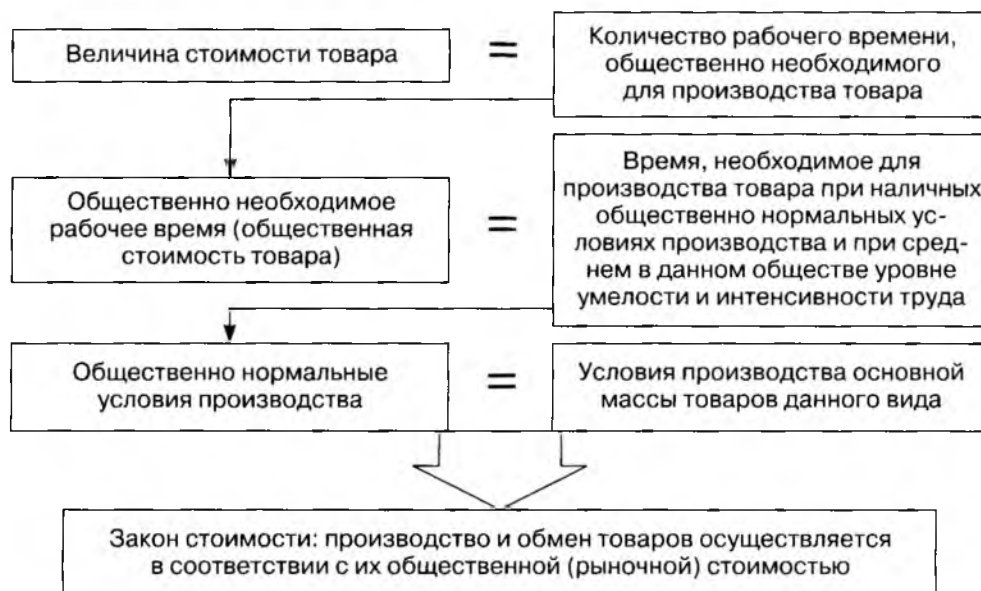 Величина стоимости товара
=
Количество рабочего времени,
общественно необходимого
для производства товара
Общественно необходимое
рабочее время (общественная
стоимость товара)
=
Время, необходимое для
производства товара при наличных
общественно нормальных ус-
ловиях производства и при сред-
нем в данном обществе уровне
умелости и интенсивности труда
Общественно нормальные
условия производства
=
Условия производства основной
массы товаров данного вида
Закон стоимости: производство и обмен товаров осуществляется
в соответствии с их общественной (рыночной) стоимостью